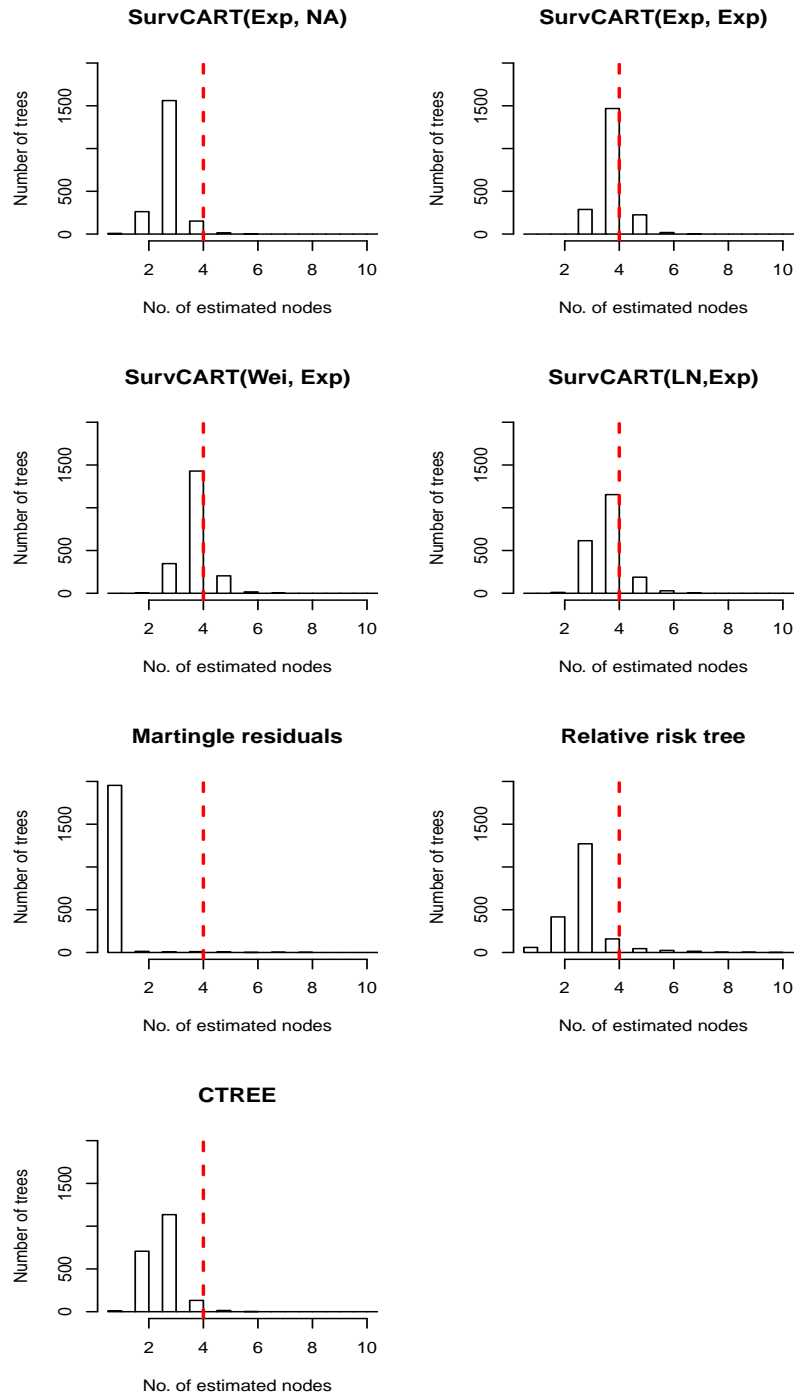 SurvCART(Exp, NA)
Number of trees
0 500 1500
2 4 6 8 10
No. of estimated nodes
SurvCART(Exp, Exp)
Number of trees
0 500 1500
2 4 6 8 10
No. of estimated nodes
SurvCART(Wei, Exp)
Number of trees
0 500 1500
2 4 6 8 10
No. of estimated nodes
SurvCART(LN,Exp)
Number of trees
0 500 1500
2 4 6 8 10
No. of estimated nodes
Martingle residuals
Number of trees
0 500 1500
2 4 6 8 10
No. of estimated nodes
Relative risk tree
Number of trees
0 500 1500
2 4 6 8 10
No. of estimated nodes
CTREE
Number of trees
0 500 1500
2 4 6 8 10
No. of estimated nodes